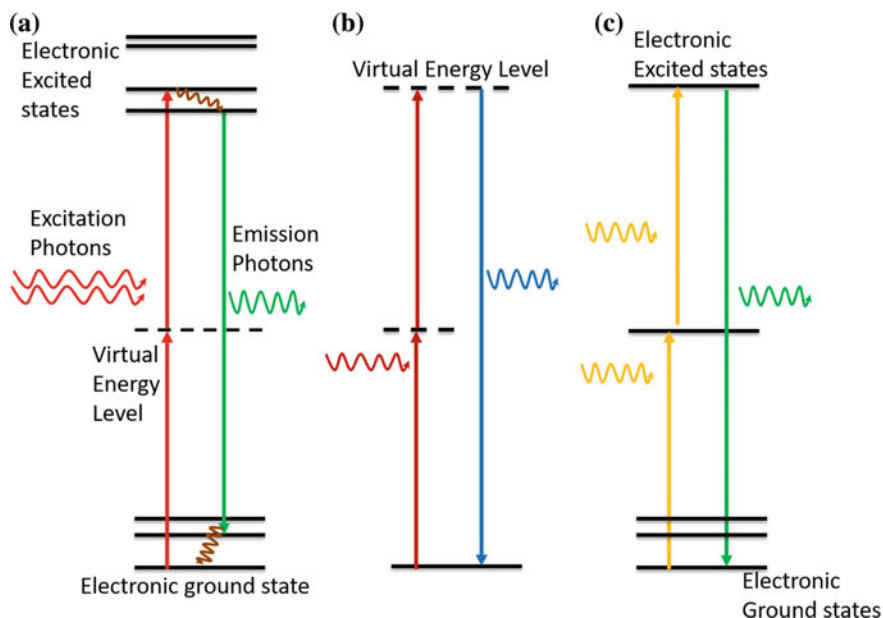 (a)
Electronic
Excited
states
Excitation
Photons
Emission
Photons
Virtual
Energy
Level
Electronic ground state
(b)
Virtual Energy Level
(c)
Electronic
Excited states
Electronic
Ground states